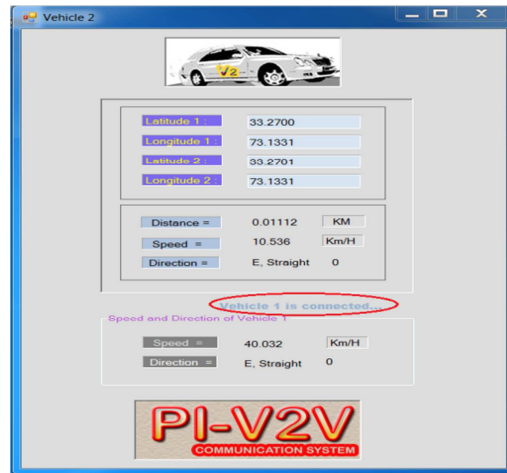 Vehicle 2
V2
Latitude 1 : 33.2700
Longitude 1 : 73.1331
Latitude 2 : 33.2701
Longitude 2 : 73.1331
Distance = 0.01112 KM
Speed = 10.536 Km/H
Direction = E, Straight 0
Vehicle 1 is connected...
Speed and Direction of Vehicle 1:
Speed = 40.032 Km/H
Direction = E, Straight 0
PI-V2V
COMMUNICATION SYSTEM